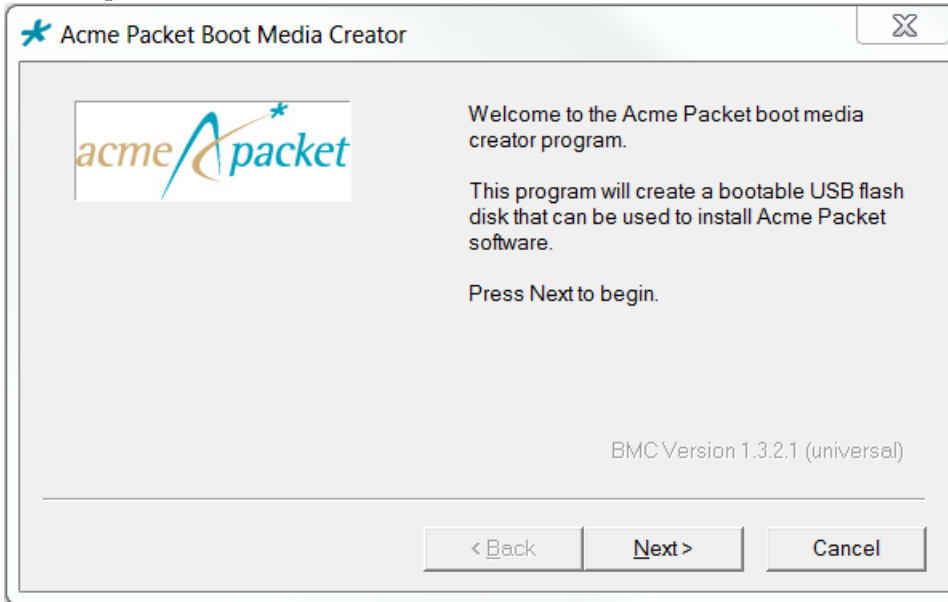 Acme Packet Boot Media Creator
acme packet
Welcome to the Acme Packet boot media
creator program.
This program will create a bootable USB flash
disk that can be used to install Acme Packet
software.
Press Next to begin.
BMC Version 1.3.2.1 (universal)
< Back
Next >
Cancel